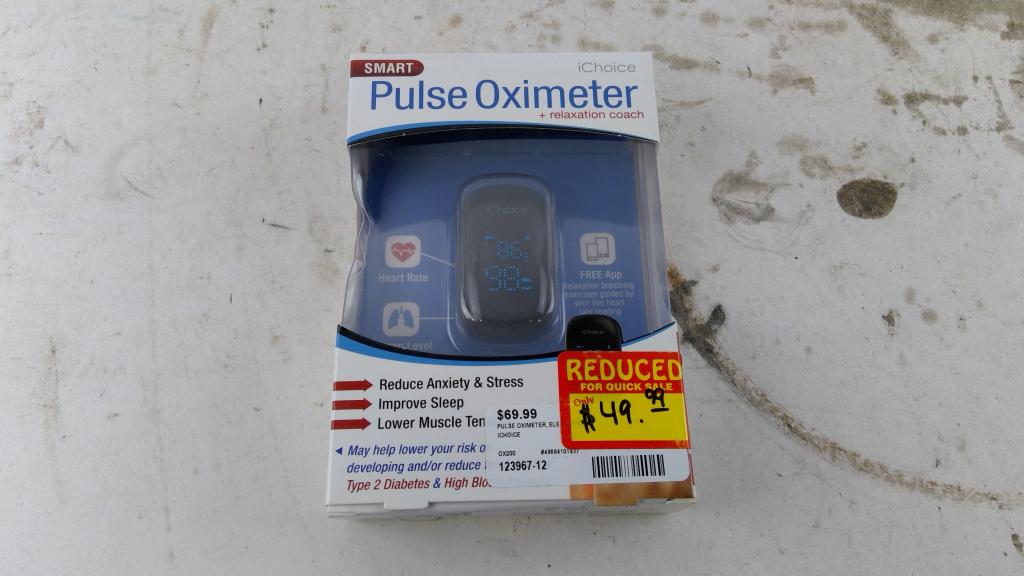 SMART
iChoice
Pulse Oximeter
+ relaxation coach
iChoice
86
98
Heart Rate
FREE App
Relaxation breathing
exercises guided by
your live heart
rate reading
Level
iChoice
Reduce Anxiety & Stress
Improve Sleep
Lower Muscle Ten
May help lower your risk o
developing and/or reduce
Type 2 Diabetes & High Blo
REDUCED
FOR QUICK SALE
Only
$49.99
$69.99
PULSE OXIMETER, ELE
ICHOICE
OX200
123967-12